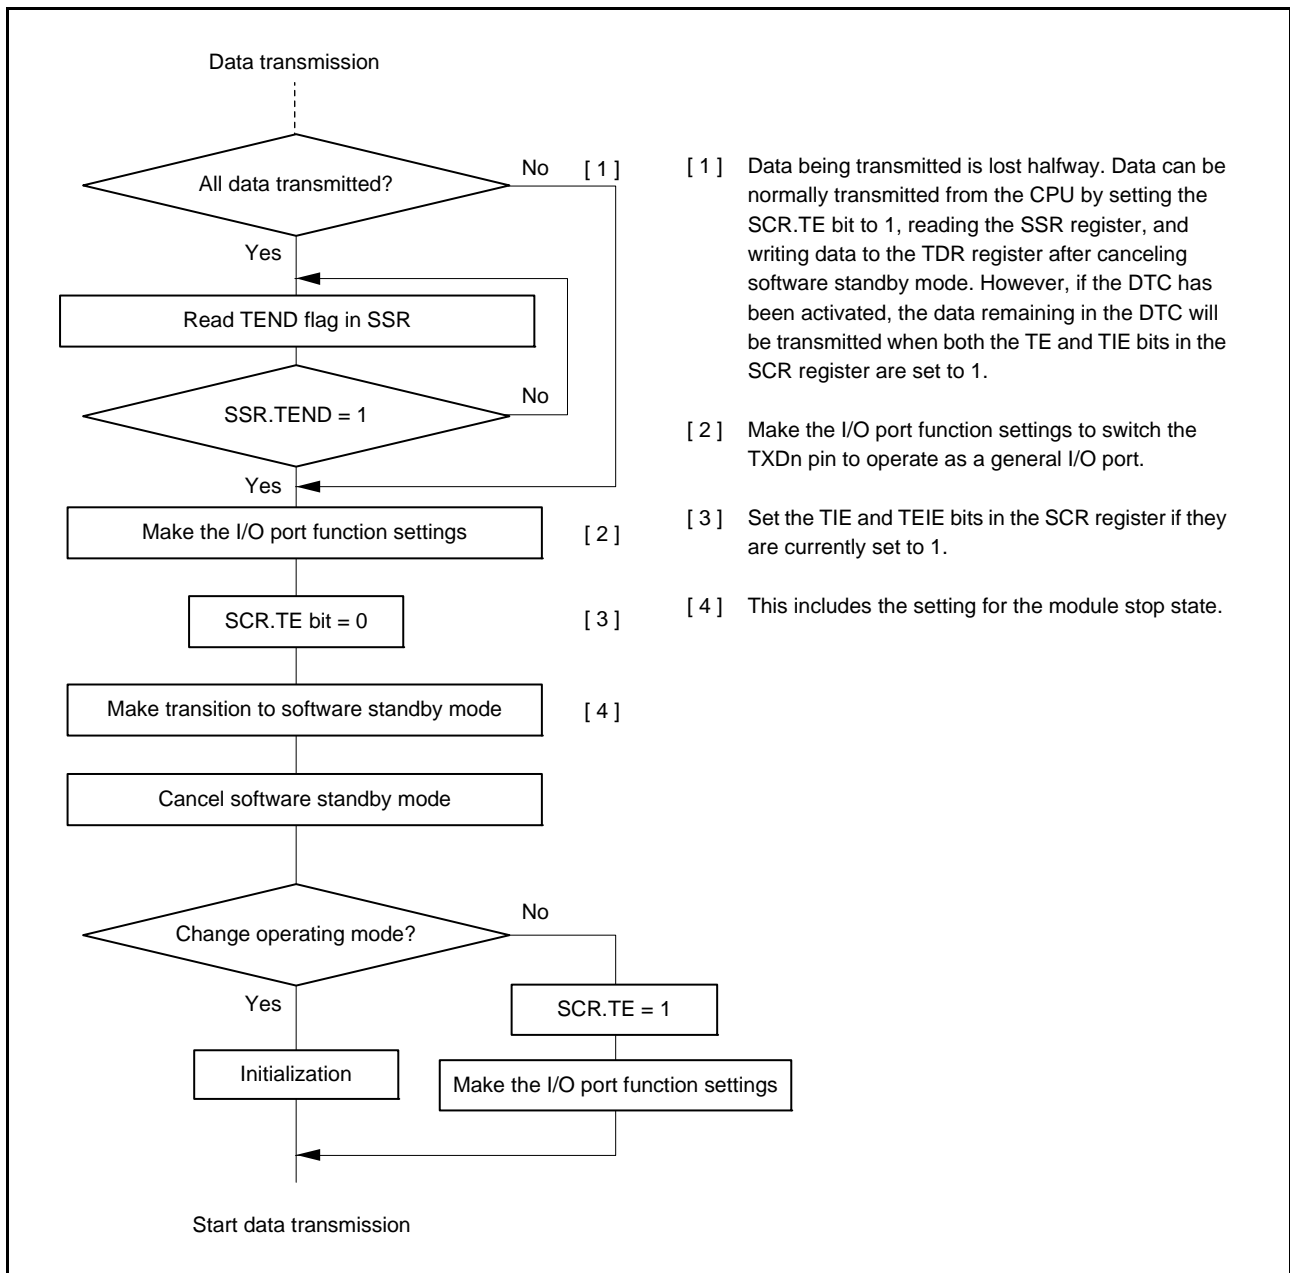 Data transmission
All data transmitted?
No
[ 1 ]
Yes
Read TEND flag in SSR
SSR.TEND = 1
No
Yes
Make the I/O port function settings
[ 2 ]
SCR.TE bit = 0
[ 3 ]
Make transition to software standby mode
[ 4 ]
Cancel software standby mode
Change operating mode?
No
Yes
SCR.TE = 1
Initialization
Make the I/O port function settings
Start data transmission
[ 1 ] Data being transmitted is lost halfway. Data can be
normally transmitted from the CPU by setting the
SCR.TE bit to 1, reading the SSR register, and
writing data to the TDR register after canceling
software standby mode. However, if the DTC has
been activated, the data remaining in the DTC will
be transmitted when both the TE and TIE bits in the
SCR register are set to 1.
[ 2 ] Make the I/O port function settings to switch the
TXDn pin to operate as a general I/O port.
[ 3 ] Set the TIE and TEIE bits in the SCR register if they
are currently set to 1.
[ 4 ] This includes the setting for the module stop state.